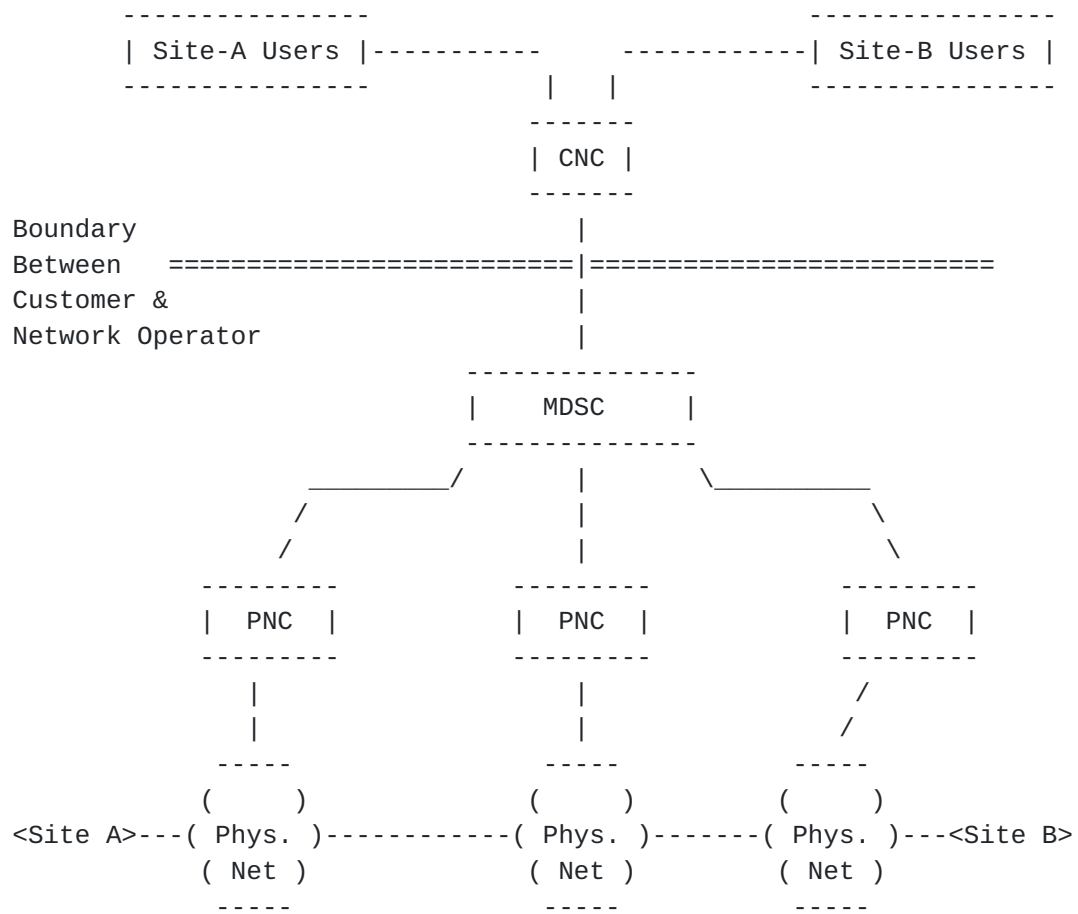 Site-A Users Site-B Users
CNC
Boundary
Between
Customer &
Network Operator
MDSC
PNC PNC PNC
<Site A> Phys. Phys. Phys. <Site B>
Net Net Net